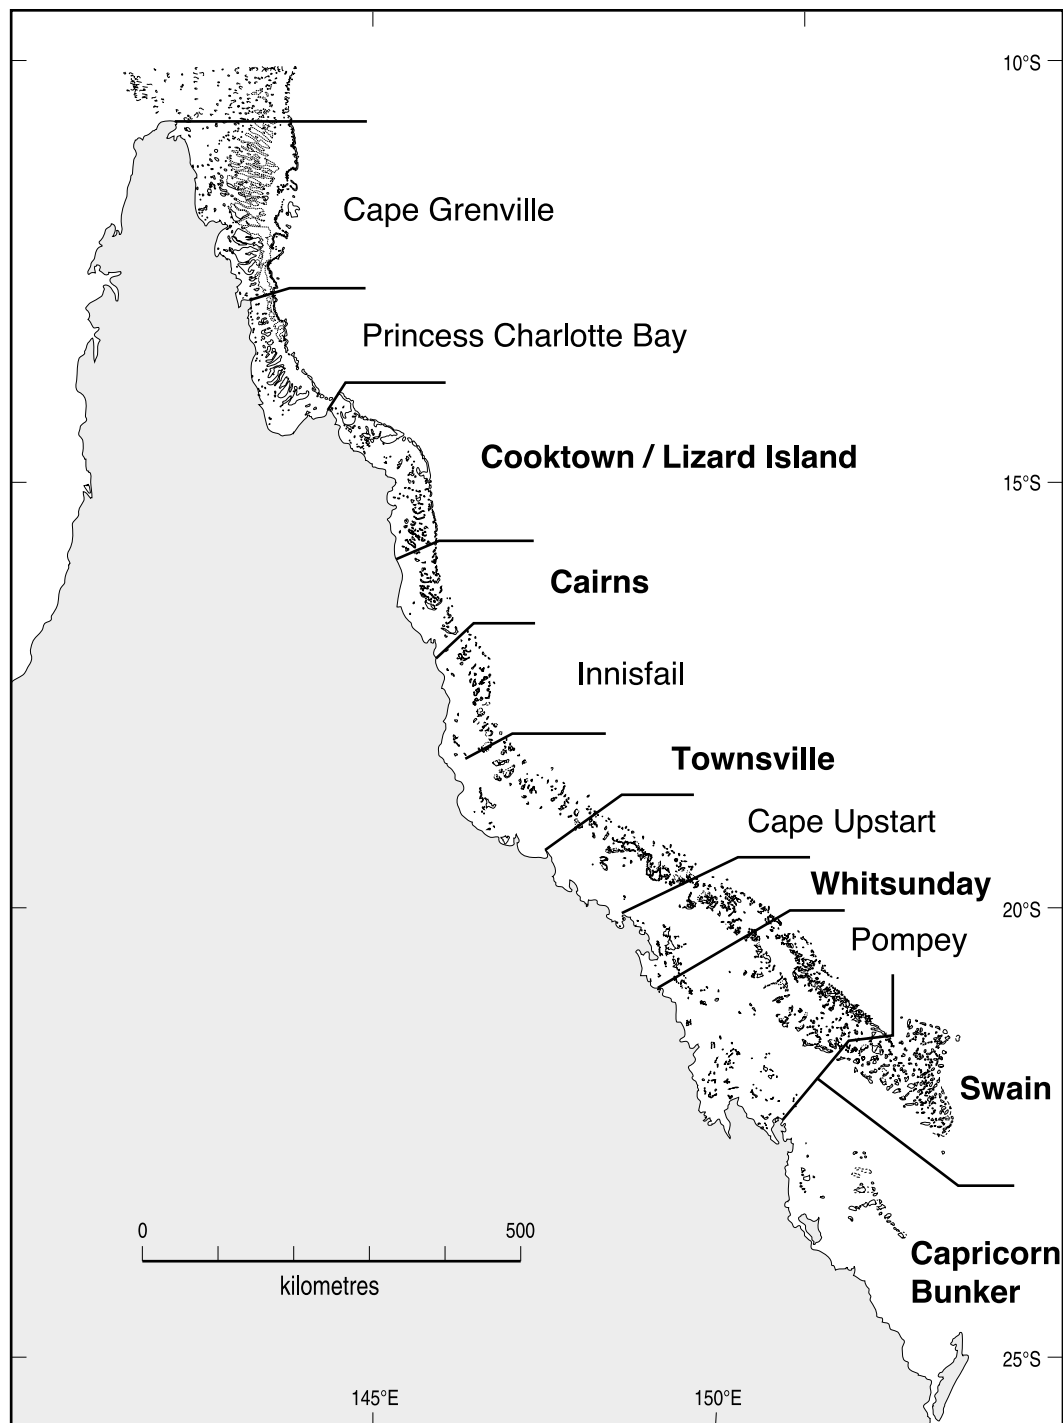 10°S
Cape Grenville
Princess Charlotte Bay
Cooktown / Lizard Island
15°S
Cairns
Innisfail
Townsville
Cape Upstart
Whitsunday
20°S
Pompey
Swain
0 500
kilometres
Capricorn
Bunker
25°S
145°E 150°E